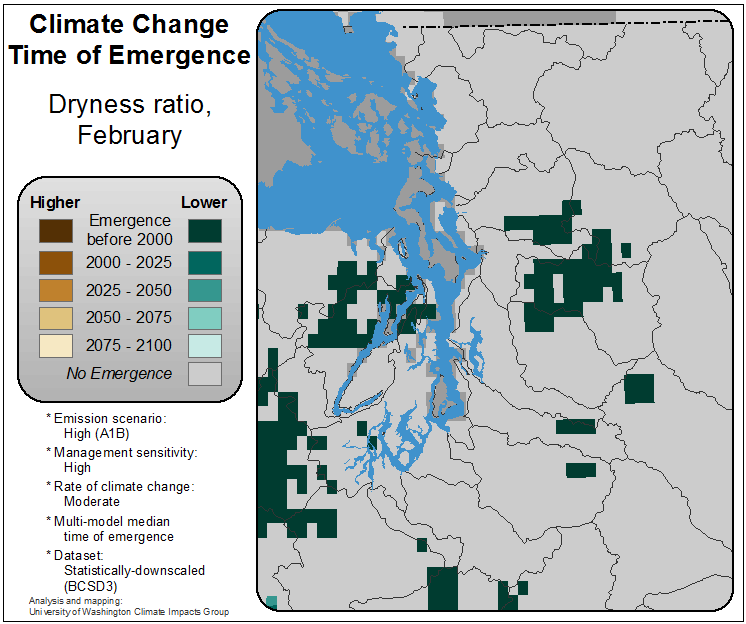 Climate Change
Time of Emergence
Dryness ratio,
February
Higher Lower
Emergence
before 2000
2000 - 2025
2025 - 2050
2050 - 2075
2075 - 2100
No Emergence
* Emission scenario:
High (A1B)
* Management sensitivity:
High
* Rate of climate change:
Moderate
* Multi-model median
time of emergence
* Dataset:
Statistically-downscaled
(BCSD3)
Analysis and mapping:
University of Washington Climate Impacts Group